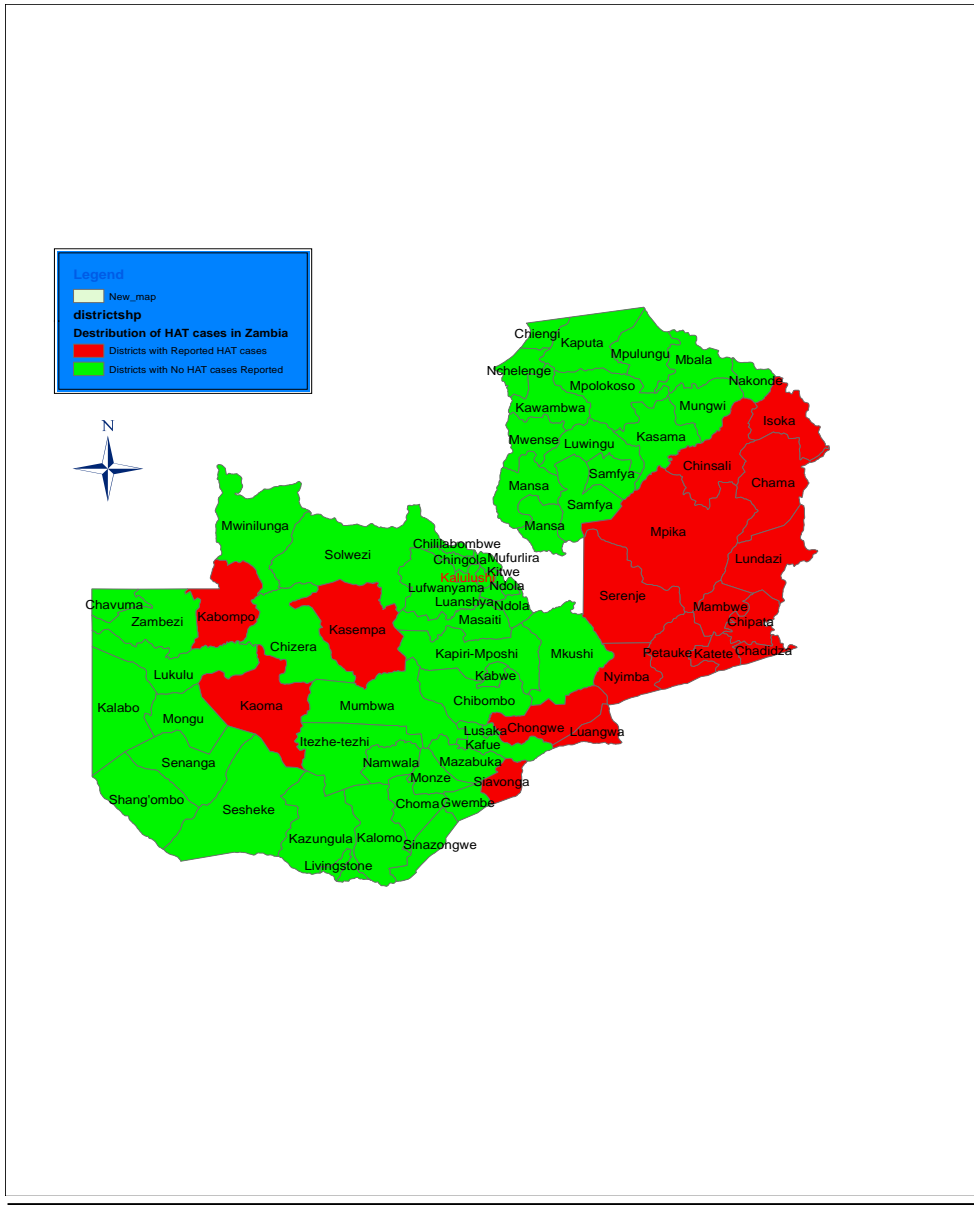 Legend
New_map
districtshp
Destribution of HAT cases in Zambia
Districts with Reported HAT cases
Districts with No HAT cases Reported
N
Chiengi
Kaputa
Mpulungu
Mbala
Nehelenge
Nakonde
Mpolokoso
Kawambwa
Mungwi
Isoka
Mwense
Luwingu
Kasama
Chinsali
Samfya
Chama
Mansa
Samfya
Mwinilunga
Mansa
Mpika
Solwezi
Chililabombwe
Chingola
Mufurlira
Lundazi
Kitwe
Kalulushi
Lufwanyama
Ndola
Serenje
Chavuma
Luanshya
Ndola
Mambwe
Zambezi
Kabompo
Masaiti
Chipata
Kasempa
Chizera
Kapiri-Mposhi
Mkushi
Petauke
Katete
Chadidza
Lukulu
Kabwe
Nyimba
Kalabo
Kaoma
Mumbwa
Chibombo
Mongu
Lusaka
Chongwe
Luangwa
Itezhe-tezhi
Kafue
Senanga
Namwala
Mazabuka
Monze
Siavonga
Shang'ombo
Sesheke
Choma
Gwembe
Kazungula
Kalomo
Sinazongwe
Livingstone